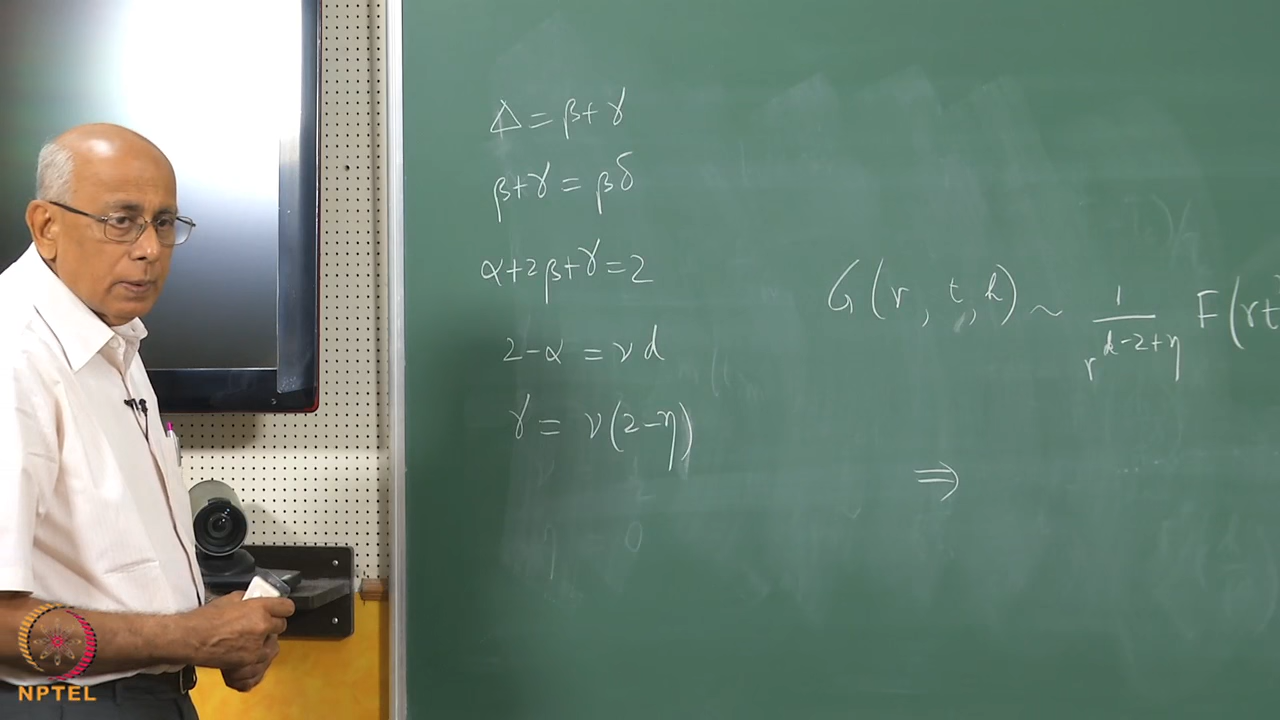 Δ = β+γ
β+γ = βδ
α+2β+γ = 2
2-α = νd
γ = ν(2-η)
G(r, t, h) ~ 1/r^{d-2+η} F(rt
⇒
NPTEL